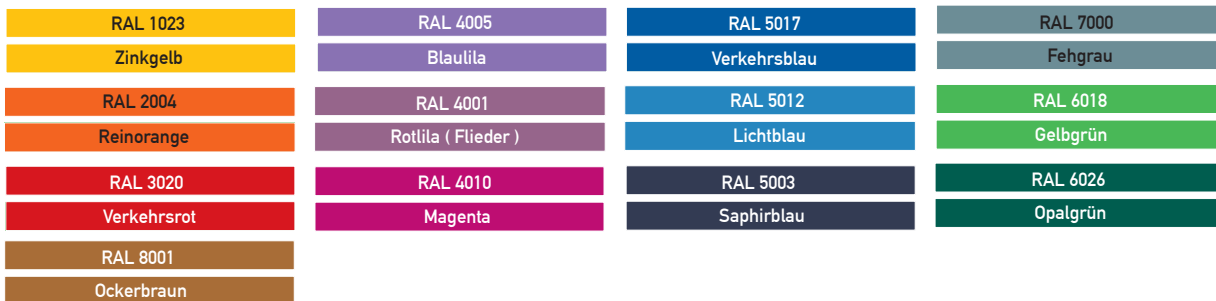 RAL 1023
Zinkgelb
RAL 2004
Reinorange
RAL 3020
Verkehrsrot
RAL 8001
Ockerbraun
RAL 4005
Blaulila
RAL 4001
Rotlila ( Flieder )
RAL 4010
Magenta
RAL 5017
Verkehrsblau
RAL 5012
Lichtblau
RAL 5003
Saphirblau
RAL 7000
Fehgrau
RAL 6018
Gelbgrün
RAL 6026
Opalgrün